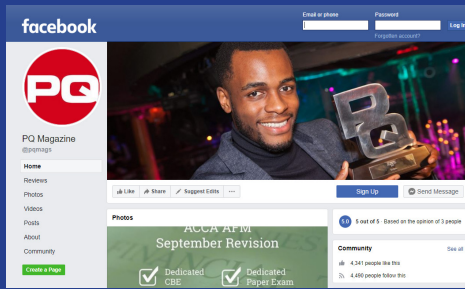 facebook
Email or phone
Password
Log In
Forgotten account?
PQ
PQ Magazine
@pqmags
Home
Reviews
Photos
Videos
Posts
About
Community
Create a Page
PQ
Like
Share
Suggest Edits
Sign Up
Send Message
Photos
ACCA AFM
September Revision
Dedicated
CBE
Dedicated
Paper Exam
5.0
5 out of 5 · Based on the opinion of 3 people
Community
See all
4,341 people like this
4,490 people follow this